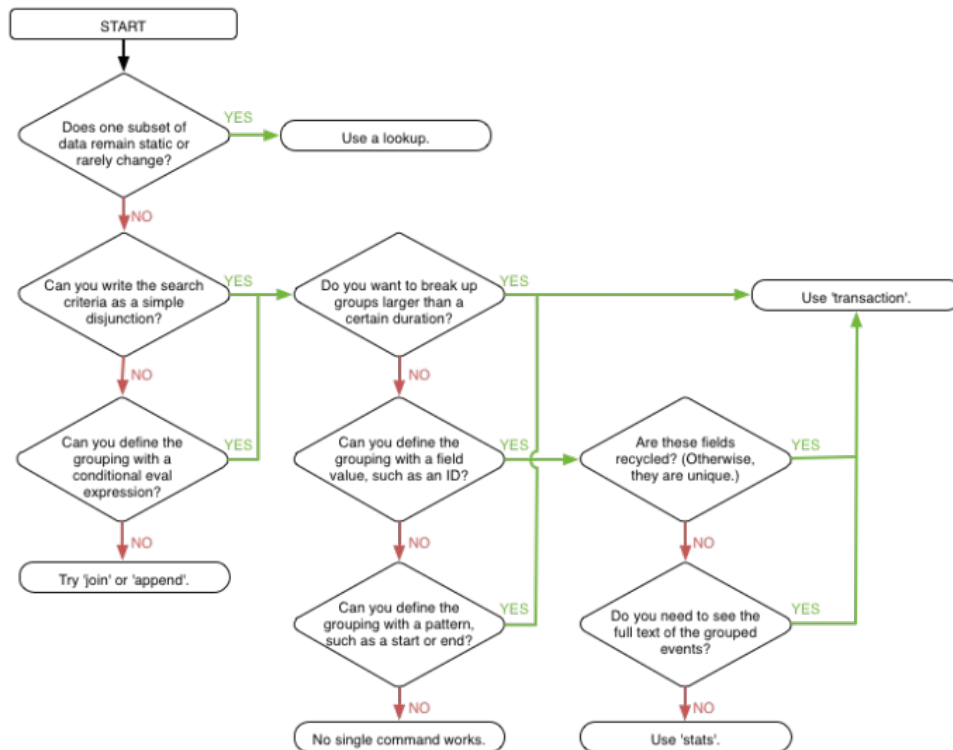 START
YES
Does one subset of
data remain static or
rarely change?
Use a lookup.
NO
Can you write the search
criteria as a simple
disjunction?
YES
Do you want to break up
groups larger than a
certain duration?
YES
Use 'transaction'.
NO
NO
Can you define the
grouping with a
conditional eval
expression?
YES
Can you define the
grouping with a field
value, such as an ID?
YES
Are these fields
recycled? (Otherwise,
they are unique.)
YES
NO
NO
NO
Try 'join' or 'append'.
Can you define the
grouping with a pattern,
such as a start or end?
YES
Do you need to see the
full text of the grouped
events?
YES
NO
NO
No single command works.
Use 'stats'.